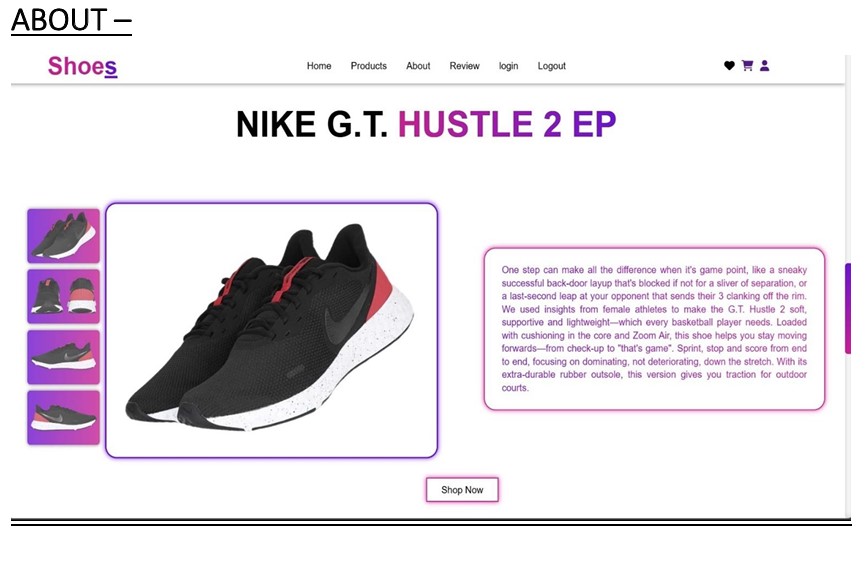 ABOUT –
Shoes
Home Products About Review login Logout
NIKE G.T. HUSTLE 2 EP
One step can make all the difference when it's game point, like a sneaky
successful back-door layup that's blocked if not for a sliver of separation, or
a last-second leap at your opponent that sends their 3 clanking off the rim.
We used insights from female athletes to make the G.T. Hustle 2 soft,
supportive and lightweight—which every basketball player needs. Loaded
with cushioning in the core and Zoom Air, this shoe helps you stay moving
forwards—from check-up to "that's game". Sprint, stop and score from end
to end, focusing on dominating, not deteriorating, down the stretch. With its
extra-durable rubber outsole, this version gives you traction for outdoor
courts.
Shop Now